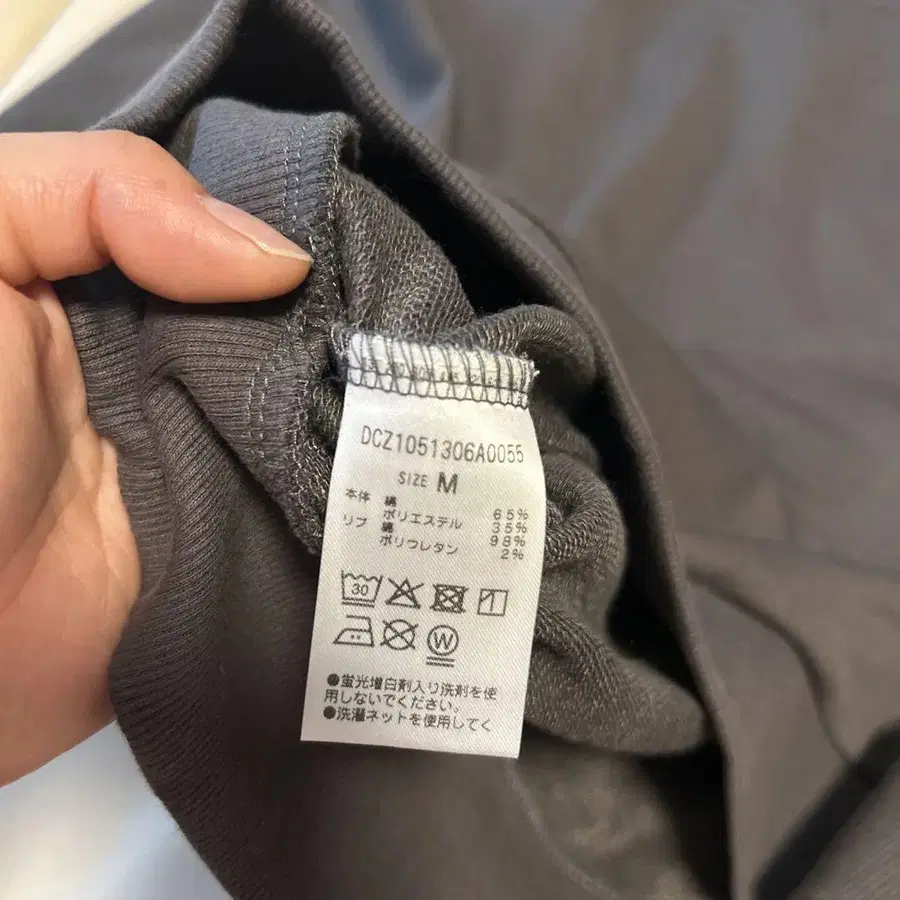 DCZ1051306A0055
SIZE M
本体 綿 65%
ポリエステル 35%
リブ 綿 98%
ポリウレタン 2%
30
W
●蛍光増白剤入り洗剤を使
用しないでください。
●洗濯ネットを使用してく